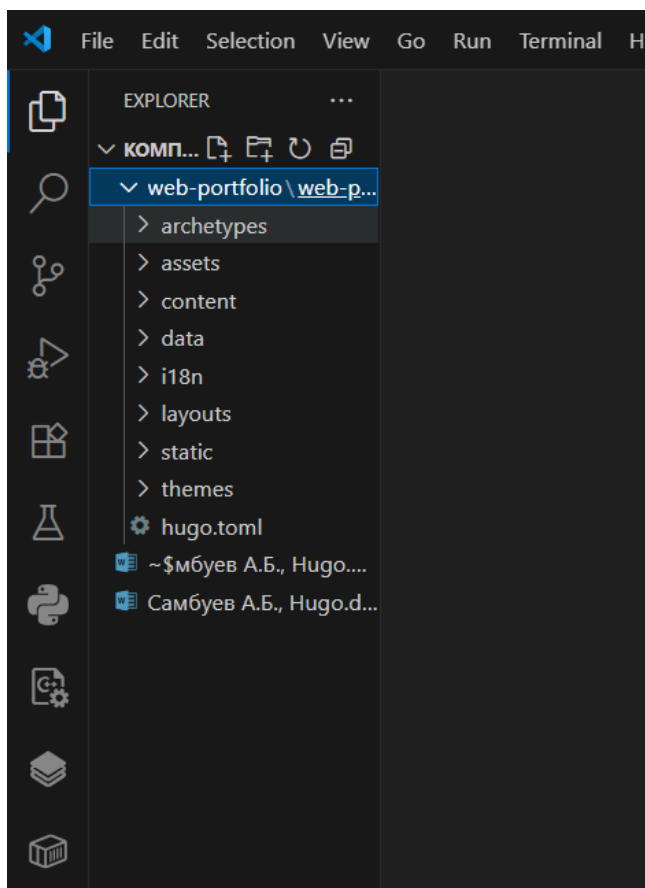 File Edit Selection View Go Run Terminal H
EXPLORER ...
КОМП...
web-portfolio\web-p...
archetypes
assets
content
data
i18n
layouts
static
themes
hugo.toml
~$мбуев А.Б., Hugo....
Самбуев А.Б., Hugo.d...